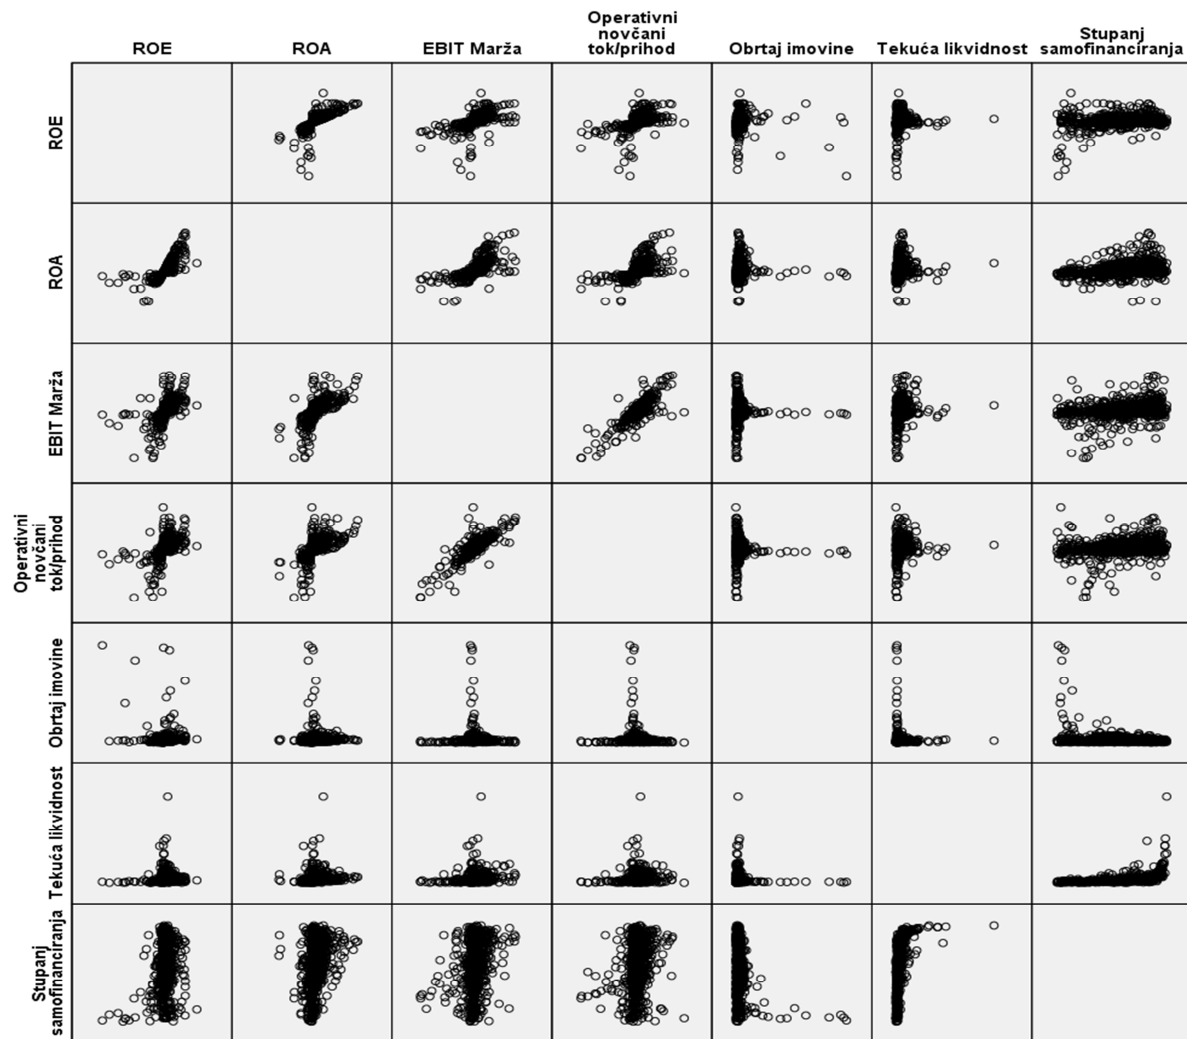 ROE
ROA
EBIT Marža
Operativni
novčani
tok/prihod
Obrtaj imovine
Tekuća likvidnost
Stupanj
samofinanciranja
ROE
ROA
EBIT Marža
Operativni
novčani
tok/prihod
Obrtaj imovine
Tekuća likvidnost
Stupanj
samofinanciranja